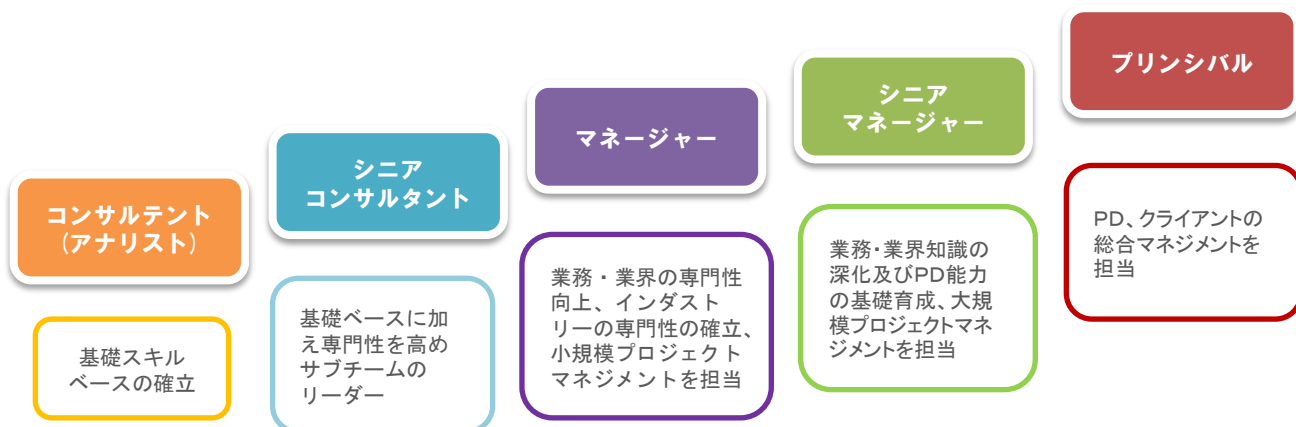 コンサルテント
(アナリスト)
基礎スキル
ベースの確立
シニア
コンサルタント
基礎ベースに加
え専門性を高め
サブチームの
リーダー
マネージャー
業務・業界の専門性
向上、インダスト
リーの専門性の確立、
小規模プロジェクト
マネジメントを担当
シニア
マネージャー
業務・業界知識の
深化及びPD能力
の基礎育成、大規
模プロジェクトマネ
ジメントを担当
プリンシバル
PD、クライアントの
総合マネジメントを
担当